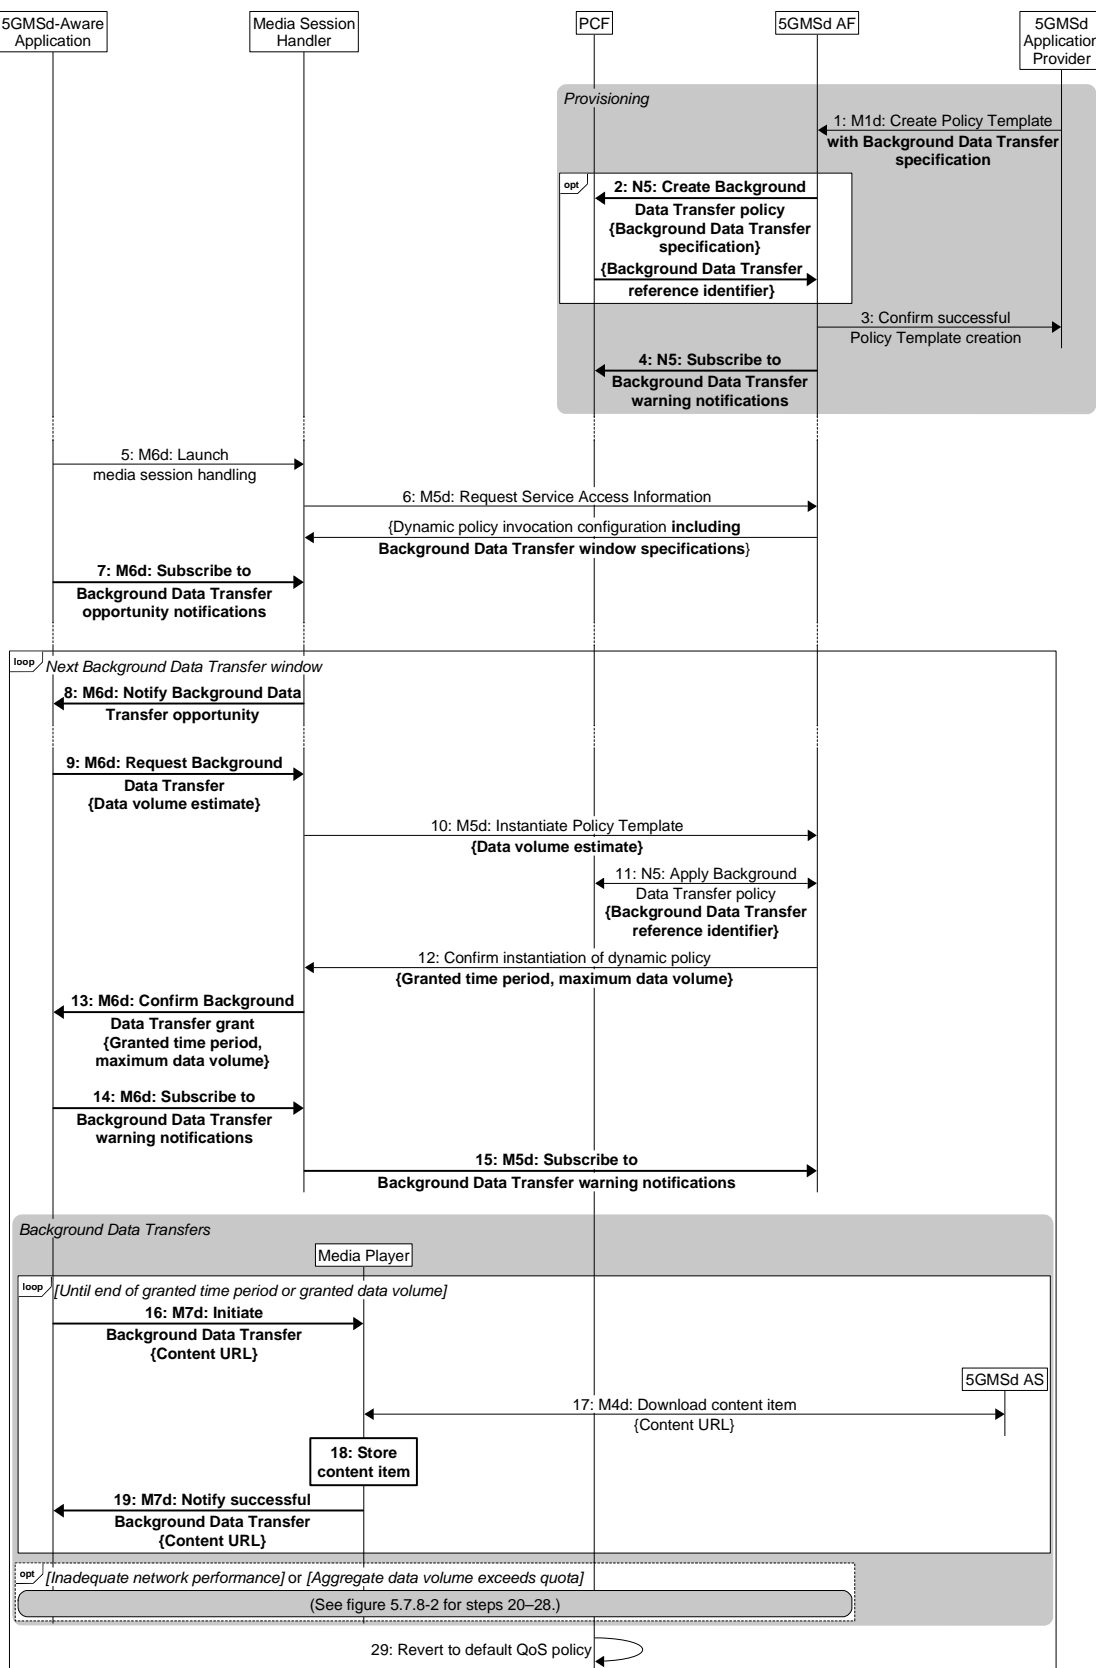 5GMSd-Aware
Application
Media Session
Handler
PCF
5GMSd AF
5GMSd
Application
Provider
Provisioning
1: M1d: Create Policy Template
with Background Data Transfer
specification
opt
2: N5: Create Background
Data Transfer policy
{Background Data Transfer
specification}
{Background Data Transfer
reference identifier}
3: Confirm successful
Policy Template creation
4: N5: Subscribe to
Background Data Transfer
warning notifications
5: M6d: Launch
media session handling
6: M5d: Request Service Access Information
{Dynamic policy invocation configuration including
Background Data Transfer window specifications}
7: M6d: Subscribe to
Background Data Transfer
opportunity notifications
loop
Next Background Data Transfer window
8: M6d: Notify Background Data
Transfer opportunity
9: M6d: Request Background
Data Transfer
{Data volume estimate}
10: M5d: Instantiate Policy Template
{Data volume estimate}
11: N5: Apply Background
Data Transfer policy
{Background Data Transfer
reference identifier}
12: Confirm instantiation of dynamic policy
{Granted time period, maximum data volume}
13: M6d: Confirm Background
Data Transfer grant
{Granted time period,
maximum data volume}
14: M6d: Subscribe to
Background Data Transfer
warning notifications
15: M5d: Subscribe to
Background Data Transfer warning notifications
Background Data Transfers
Media Player
loop
[Until end of granted time period or granted data volume]
16: M7d: Initiate
Background Data Transfer
{Content URL}
5GMSd AS
17: M4d: Download content item
{Content URL}
18: Store
content item
19: M7d: Notify successful
Background Data Transfer
{Content URL}
opt
[Inadequate network performance] or [Aggregate data volume exceeds quota]
(See figure 5.7.8-2 for steps 20–28.)
29: Revert to default QoS policy